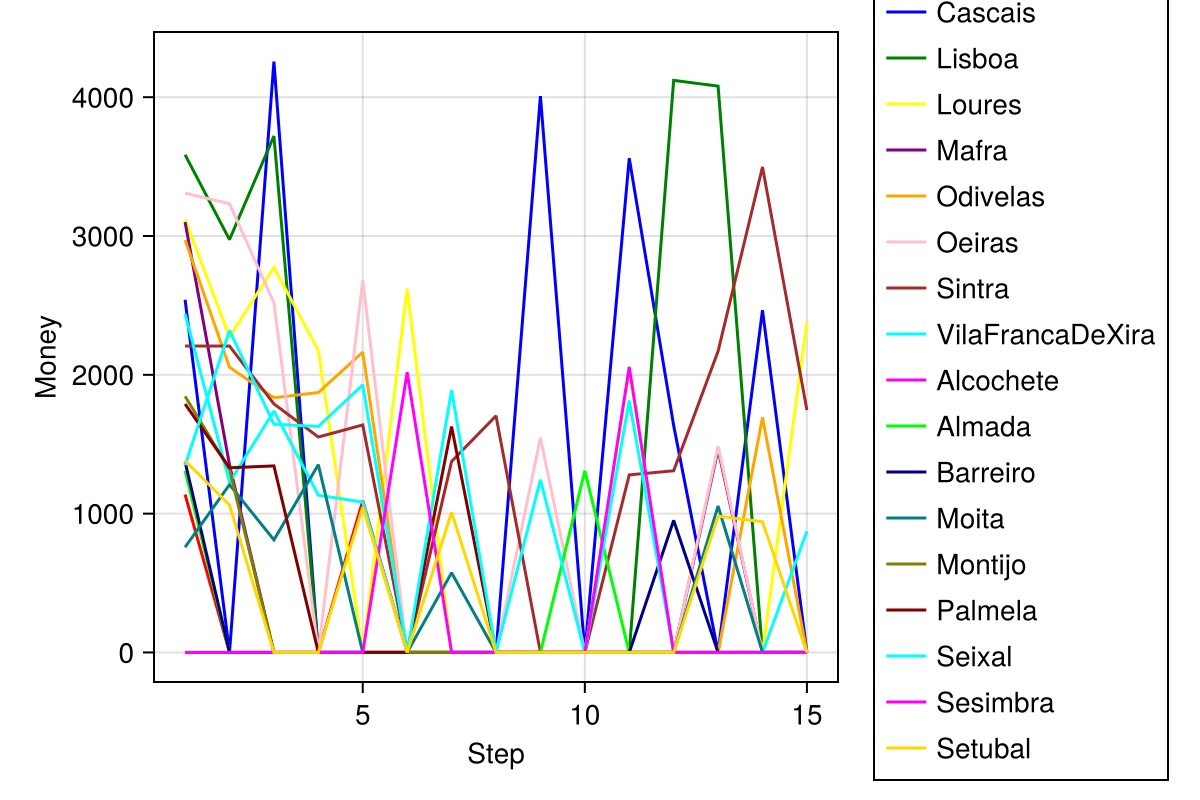 4000
3000
2000
1000
0
Money
5
10
15
Step
Cascais
Lisboa
Loures
Mafra
Odivelas
Oeiras
Sintra
VilaFrancaDeXira
Alcochete
Almada
Barreiro
Moita
Montijo
Palmela
Seixal
Sesimbra
Setubal